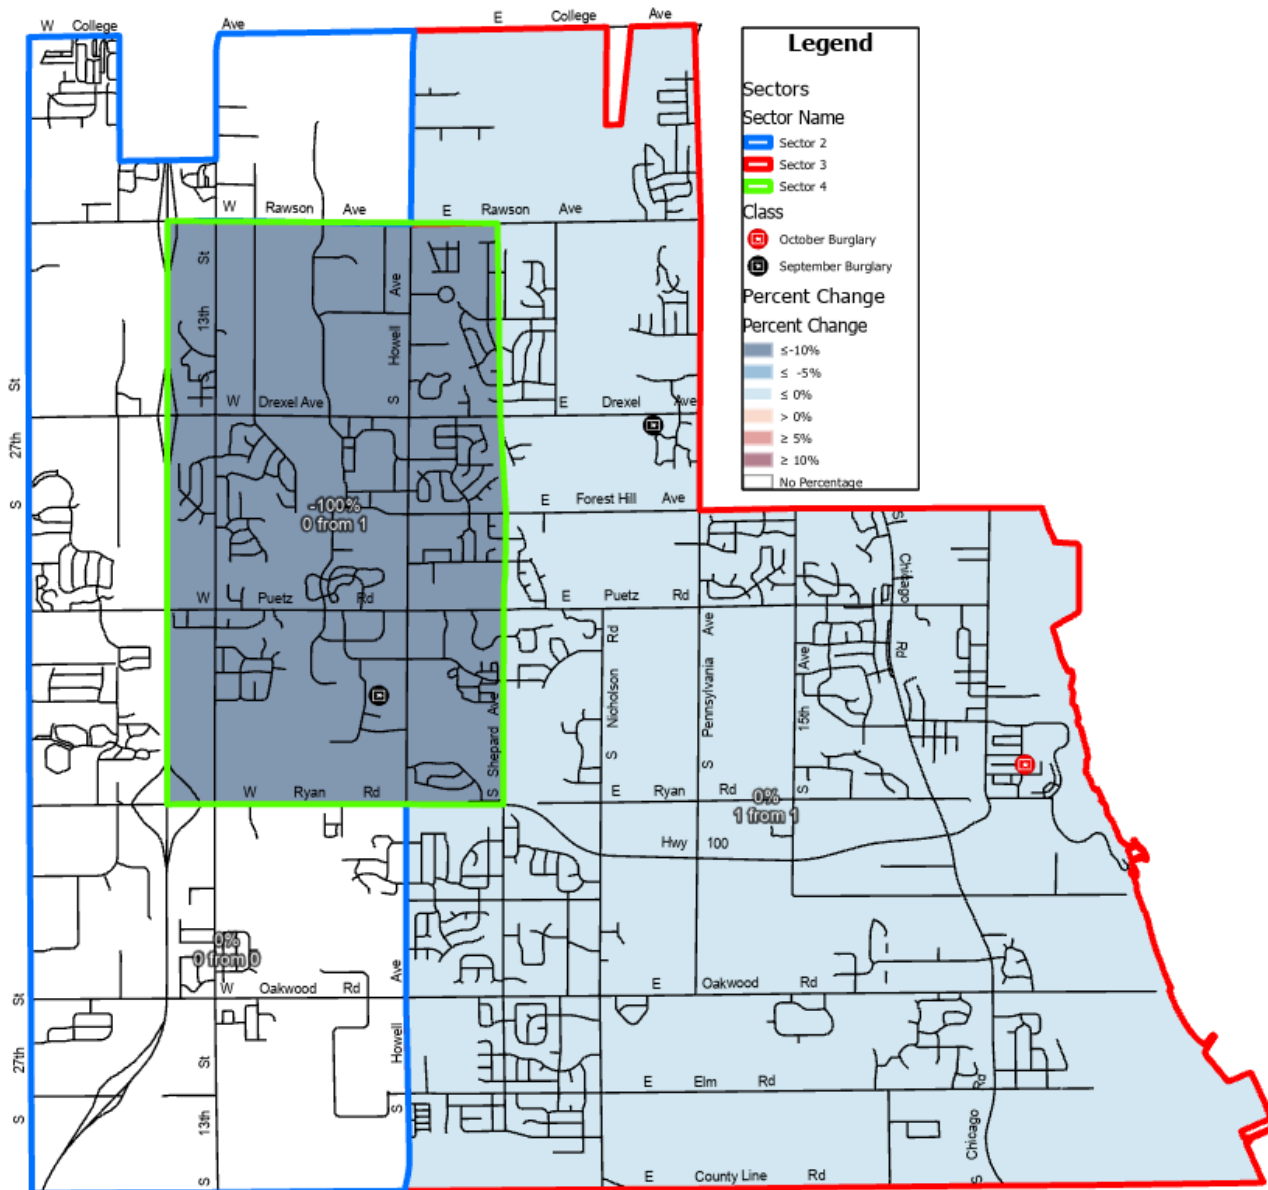 W College Ave E College Ave
Legend
Sectors
Sector Name
Sector 2
Sector 3
Sector 4
Class
October Burglary
September Burglary
Percent Change
Percent Change
≤-10%
≤ -5%
≤ 0%
> 0%
≥ 5%
≥ 10%
No Percentage
W Rawson Ave E Rawson Ave
S 13th St
S Howell Ave
W Drexel Ave E Drexel Ave
S 27th St
E Forest Hill Ave
-100%
0 from 1
S Chicago Rd
W Puetz Rd E Puetz Rd
S Shepard Ave
S Nicholson Rd
S Pennsylvania Ave
S 15th Ave
W Ryan Rd E Ryan Rd
0%
1 from 1
Hwy 100
0%
0 from 0
W Oakwood Rd E Oakwood Rd
S 27th St
S 13th St
S Howell Ave
E Elm Rd
S Chicago Rd
E County Line Rd